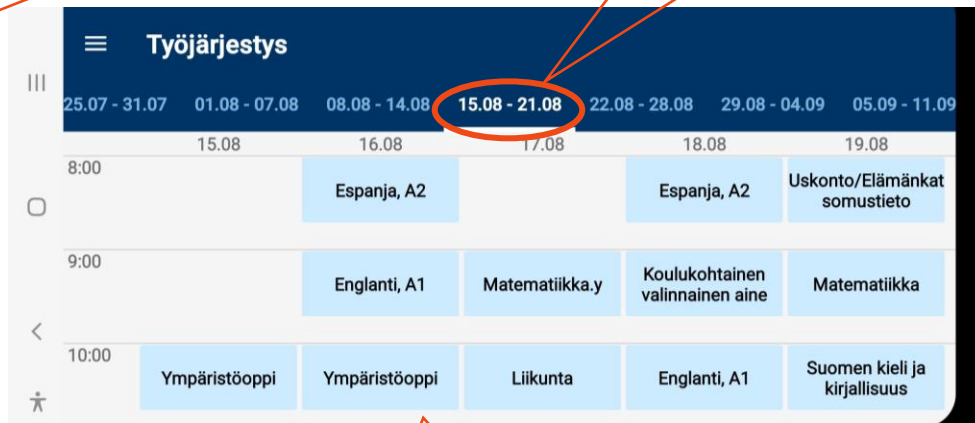 Työjärjestys
25.07 - 31.07 01.08 - 07.08 08.08 - 14.08 15.08 - 21.08 22.08 - 28.08 29.08 - 04.09 05.09 - 11.09
15.08 16.08 17.08 18.08 19.08
8:00
Espanja, A2
Espanja, A2
Uskonto/Elämänkat
somustieto
9:00
Englanti, A1
Matematiikka.y
Koulukohtainen
valinnainen aine
Matematiikka
10:00
Ympäristöoppi
Ympäristöoppi
Liikunta
Englanti, A1
Suomen kieli ja
kirjallisuus